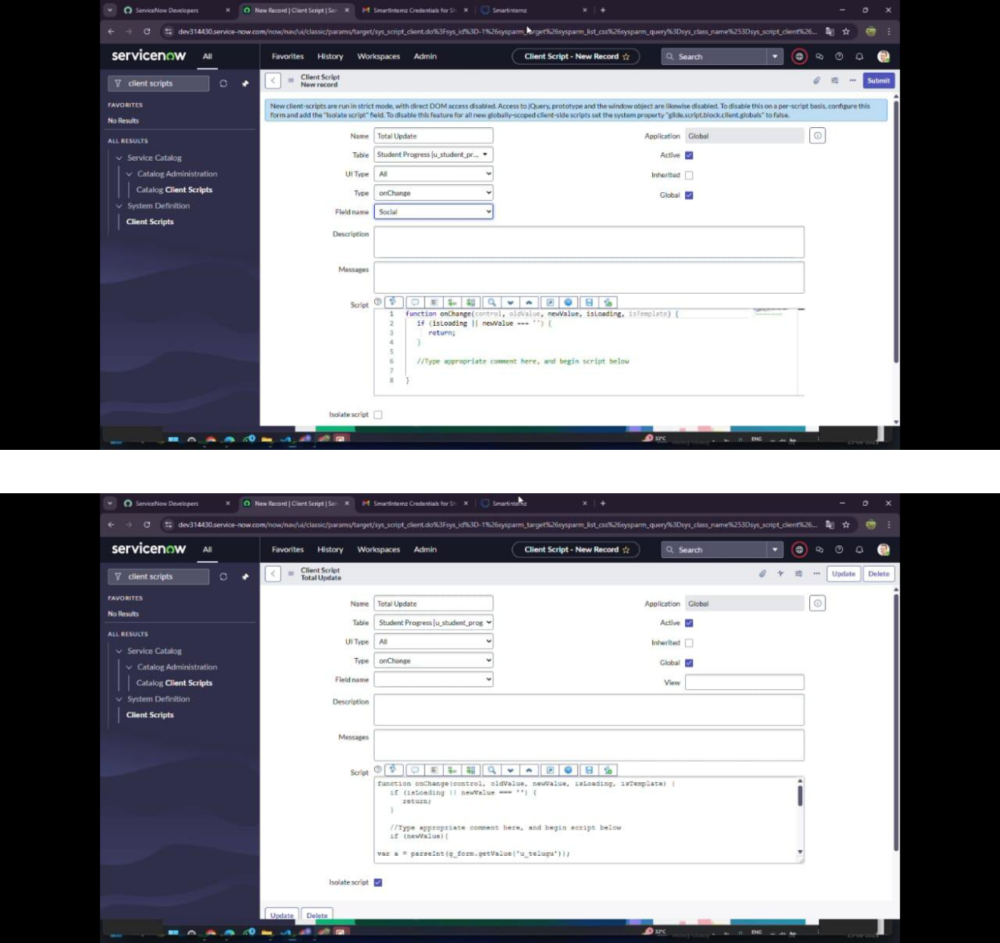 ServiceNow Developers
New Record | Client Script | Ser
SmartInternz Credentials for Sk
Smartinternz
dev314430.service-now.com/now/nav/ui/classic/params/target/sys_script_client.do%3Fsys_id%3D-1%26sysparm_target%26sysparm_list_css%26sysparm_query%3Dsys_class_name%253Dsys_script_client%26...
servicenow All Favorites History Workspaces Admin Client Script - New Record Search
client scripts
Client Script
New record
Submit
FAVORITES
No Results
ALL RESULTS
Service Catalog
Catalog Administration
Catalog Client Scripts
System Definition
Client Scripts
New client-scripts are run in strict mode, with direct DOM access disabled. Access to jQuery, prototype and the window object are likewise disabled. To disable this on a per-script basis, configure this
form and add the "Isolate script" field. To disable this feature for all new globally-scoped client-side scripts set the system property "glide.script.block.client.globals" to false.
Name Total Update Application Global
Table Student Progress [u_student_pr... Active
UI Type All Inherited
Type onChange Global
Field name Social
Description
Messages
Script
1 function onChange(control, oldValue, newValue, isLoading, isTemplate) {
2 if (isLoading || newValue === '') {
3 return;
4 }
5
6 //Type appropriate comment here, and begin script below
7
8 }
Isolate script
32°C
ENG
ServiceNow Developers
New Record | Client Script | Ser
SmartInternz Credentials for Sk
Smartinternz
dev314430.service-now.com/now/nav/ui/classic/params/target/sys_script_client.do%3Fsys_id%3D-1%26sysparm_target%26sysparm_list_css%26sysparm_query%3Dsys_class_name%253Dsys_script_client%26...
servicenow All Favorites History Workspaces Admin Client Script - New Record Search
client scripts
Client Script
Total Update
Update Delete
FAVORITES
No Results
ALL RESULTS
Service Catalog
Catalog Administration
Catalog Client Scripts
System Definition
Client Scripts
Name Total Update Application Global
Table Student Progress [u_student_prog Active
UI Type All Inherited
Type onChange Global
Field name View
Description
Messages
Script
function onChange(control, oldValue, newValue, isLoading, isTemplate) {
if (isLoading || newValue === '') {
return;
}
//Type appropriate comment here, and begin script below
if (newValue){
var a = parseInt(g_form.getValue('u_telugu'));
Isolate script
Update Delete
32°C
ENG